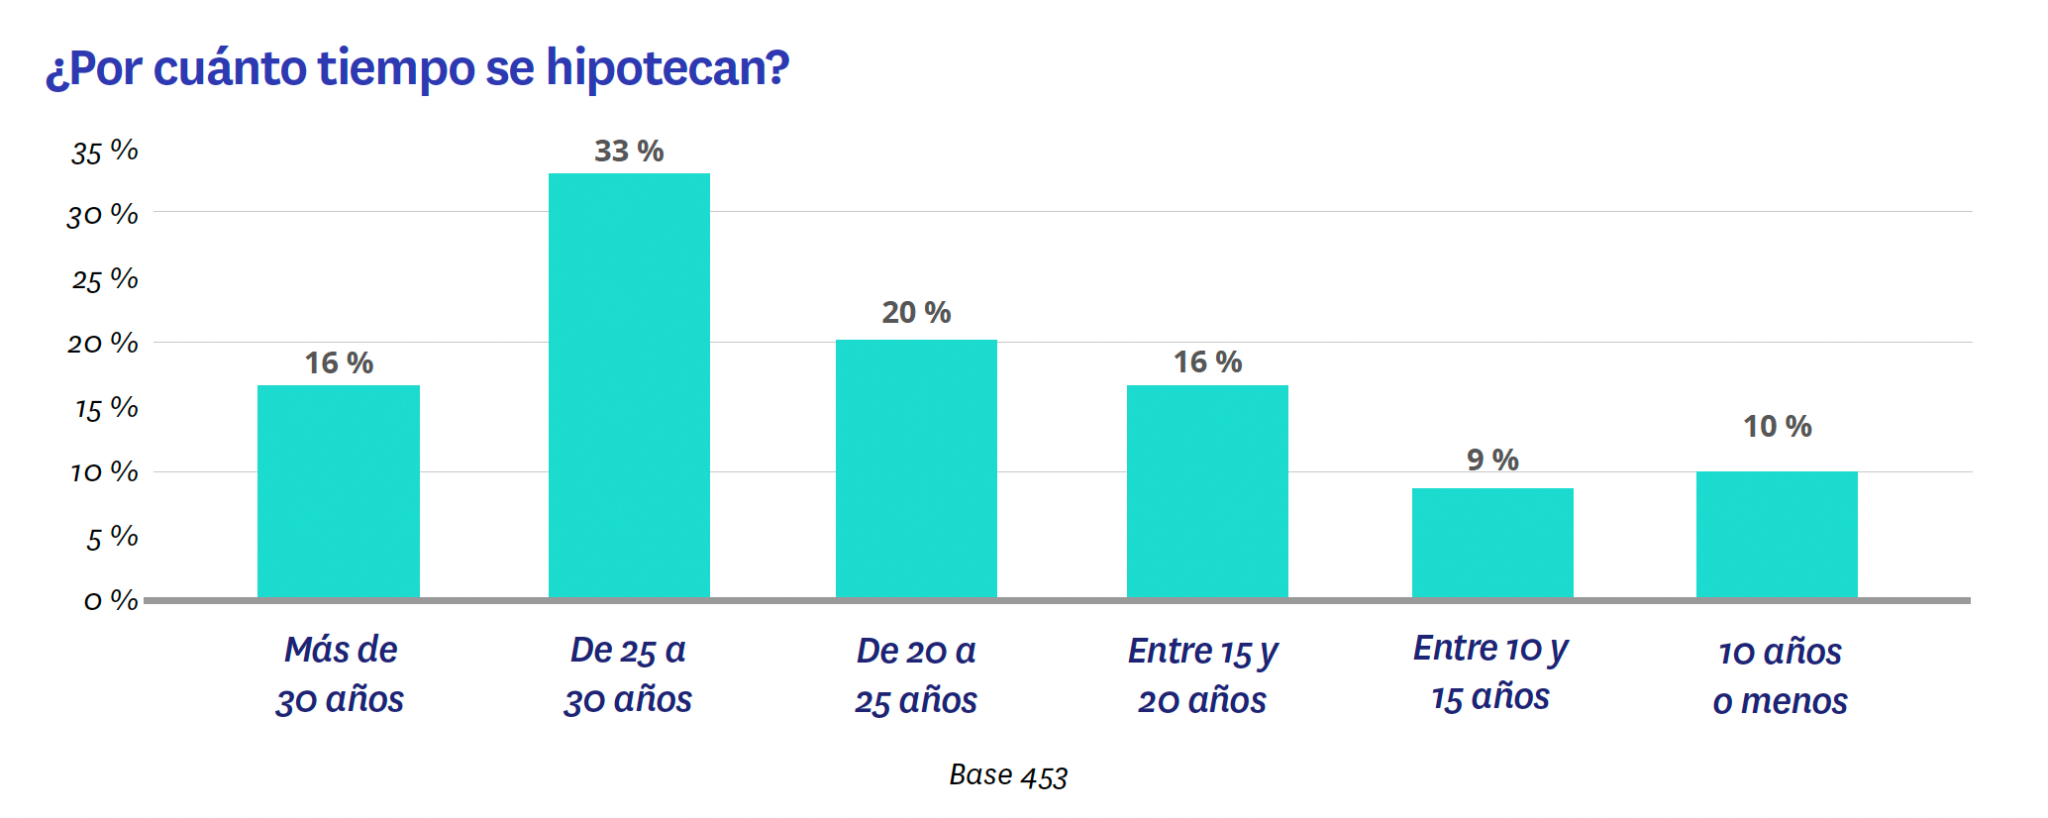 ¿Por cuánto tiempo se hipotecan?
35 %
30 %
25 %
20 %
15 %
10 %
5 %
0 %
16 %
33 %
20 %
16 %
9 %
10 %
Más de
30 años
De 25 a
30 años
De 20 a
25 años
Entre 15 y
20 años
Entre 10 y
15 años
10 años
o menos
Base 453